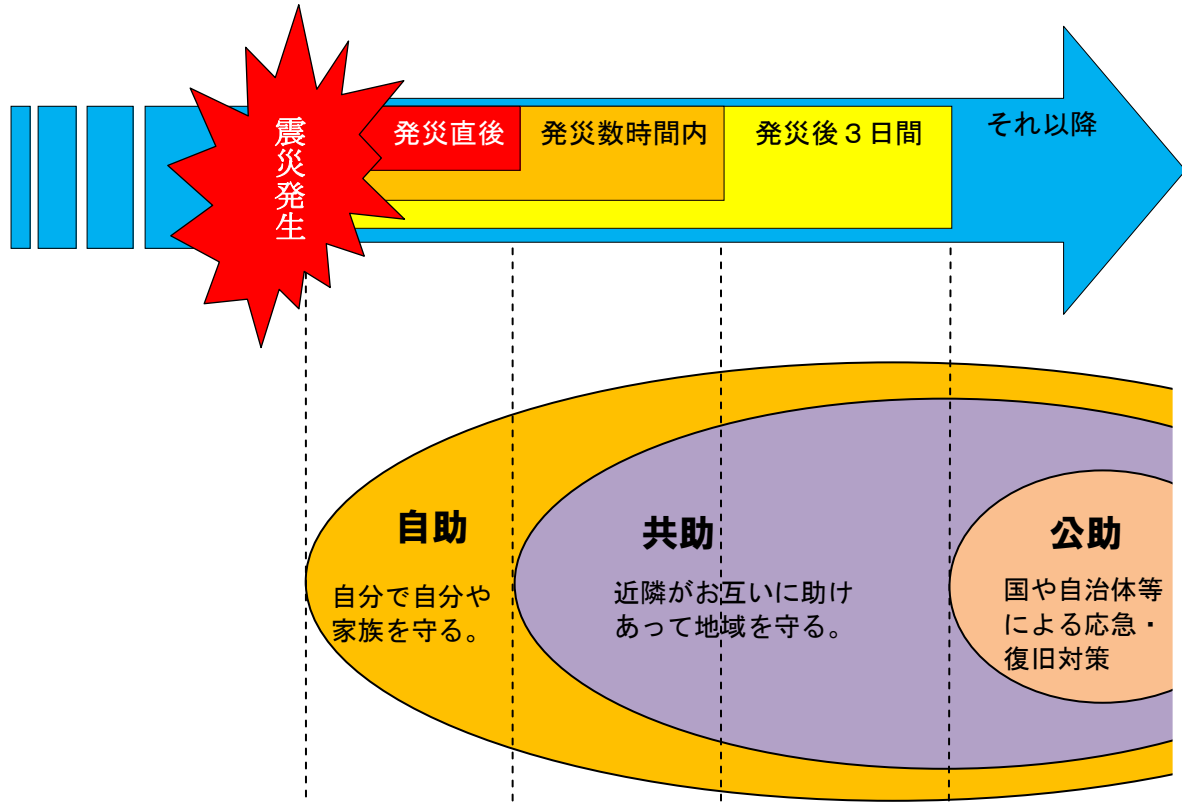 震災発生
発災直後
発災数時間内
発災後３日間
それ以降
自助
自分で自分や
家族を守る。
共助
近隣がお互いに助け
あって地域を守る。
公助
国や自治体等
による応急・
復旧対策